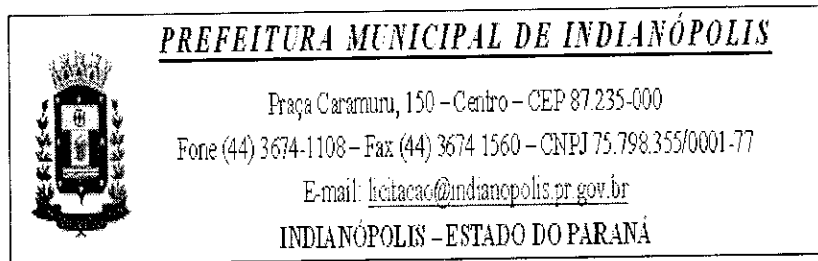 PREFEITURA MUNICIPAL DE INDIANÓPOLIS
Praça Caramuru, 150 – Centro – CEP 87.235-000
Fone (44) 3674-1108 – Fax (44) 3674 1560 – CNPJ 75.798.355/0001-77
E-mail: licitacao@indianopolis.pr.gov.br
INDIANÓPOLIS – ESTADO DO PARANÁ